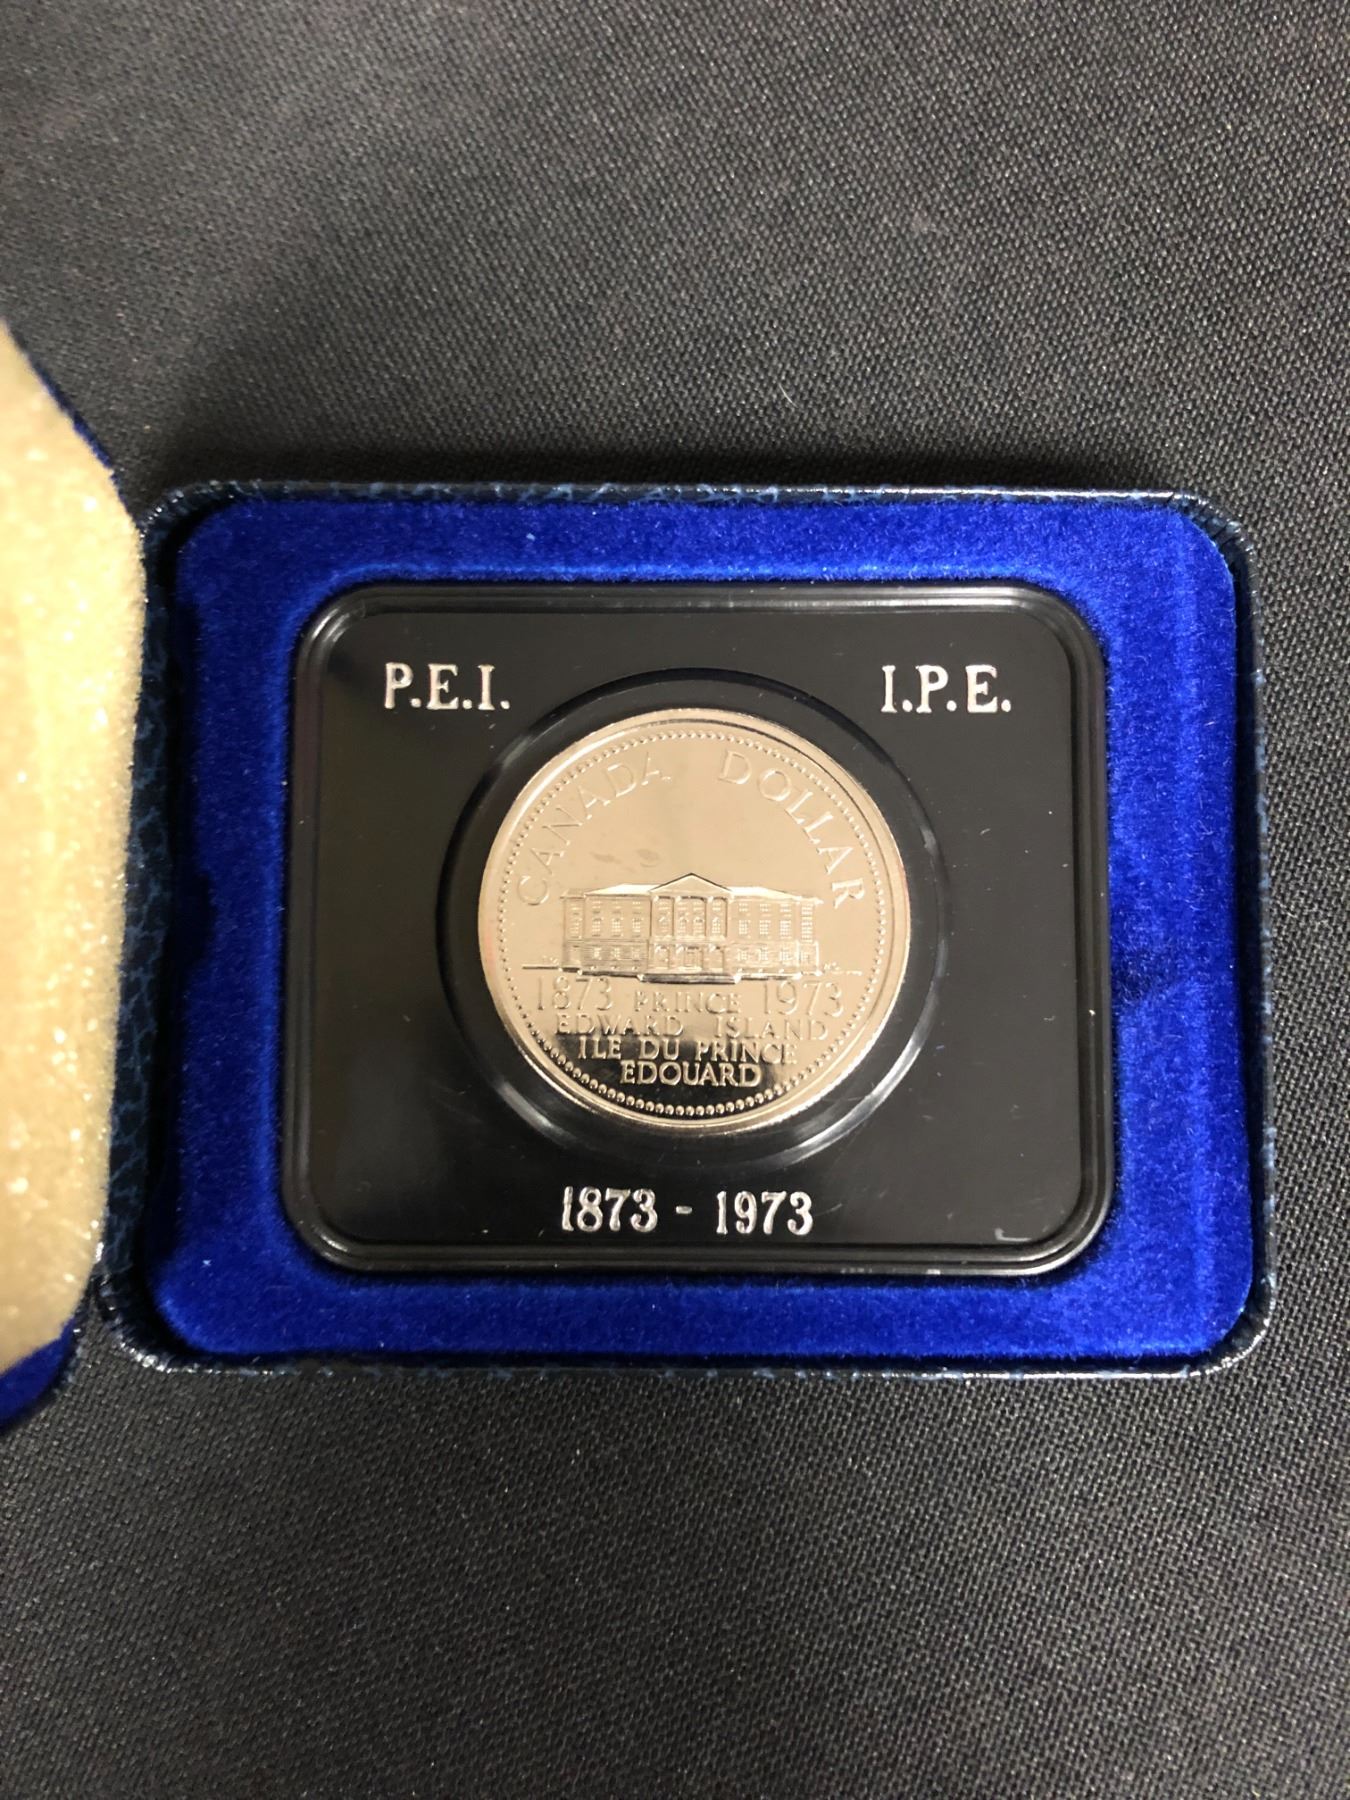 P.E.I. I.P.E.
CANADA DOLLAR
1873 PRINCE 1973
EDWARD ISLAND
ILE DU PRINCE
EDOUARD
1873 - 1973